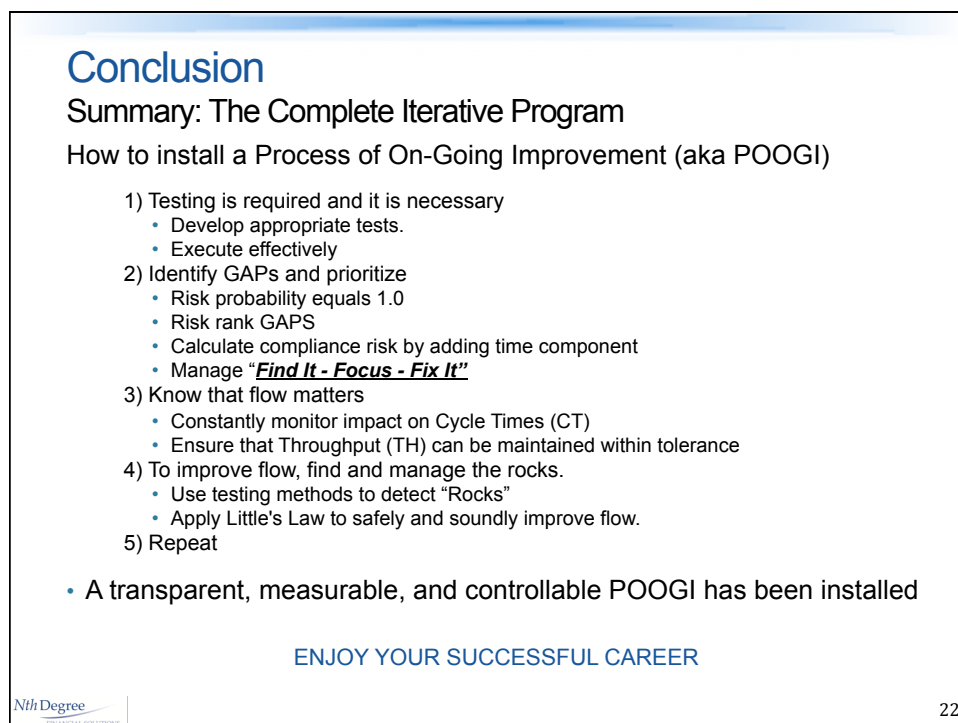 Conclusion
Summary: The Complete Iterative Program
How to install a Process of On-Going Improvement (aka POOGI)
1) Testing is required and it is necessary
• Develop appropriate tests.
• Execute effectively
2) Identify GAPs and prioritize
• Risk probability equals 1.0
• Risk rank GAPS
• Calculate compliance risk by adding time component
• Manage “Find It - Focus - Fix It”
3) Know that flow matters
• Constantly monitor impact on Cycle Times (CT)
• Ensure that Throughput (TH) can be maintained within tolerance
4) To improve flow, find and manage the rocks.
• Use testing methods to detect “Rocks”
• Apply Little's Law to safely and soundly improve flow.
5) Repeat
• A transparent, measurable, and controllable POOGI has been installed
ENJOY YOUR SUCCESSFUL CAREER
Nth Degree
FINANCIAL SOLUTIONS
22